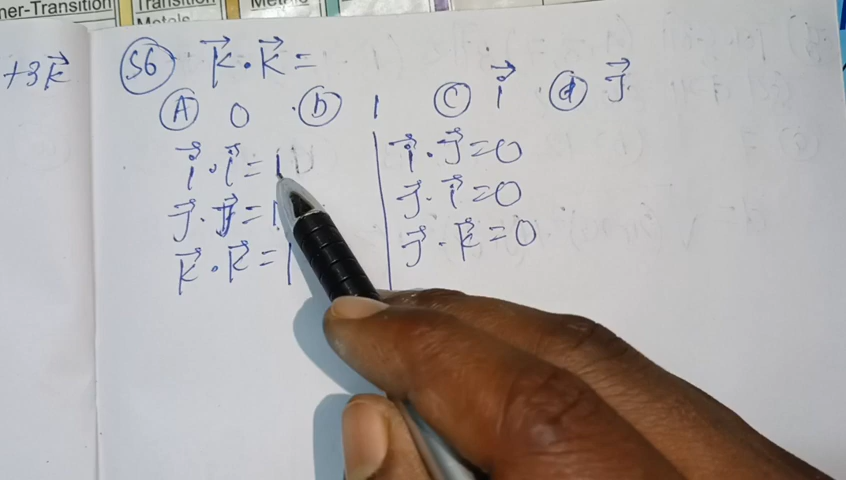 ner-Transition Transition
Metals
+3k⃗
56 k⃗ · k⃗ =
A 0 b 1 C i⃗ d j⃗
i⃗ · i⃗ = 1 i⃗ · j⃗ = 0
j⃗ · j⃗ = 1 j⃗ · i⃗ = 0
k⃗ · k⃗ = 1 j⃗ · k⃗ = 0